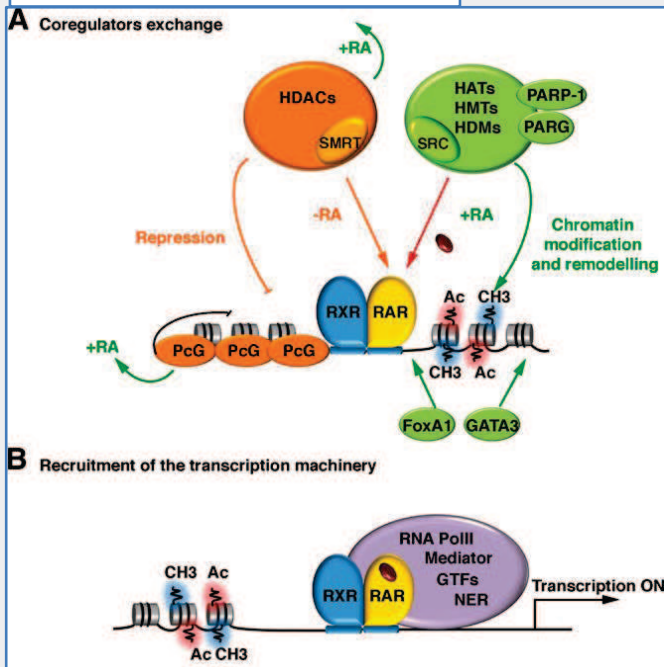 A Coregulators exchange
+RA
HDACs
SMRT
HATs
HMTs
HDMs
SRC
PARP-1
PARG
-RA
+RA
Repression
Chromatin
modification
and remodelling
RXR
RAR
Ac
CH3
CH3
Ac
PcG
PcG
PcG
+RA
FoxA1
GATA3
B Recruitment of the transcription machinery
RNA PolII
Mediator
GTFs
NER
RXR
RAR
CH3
Ac
Ac
CH3
Transcription ON